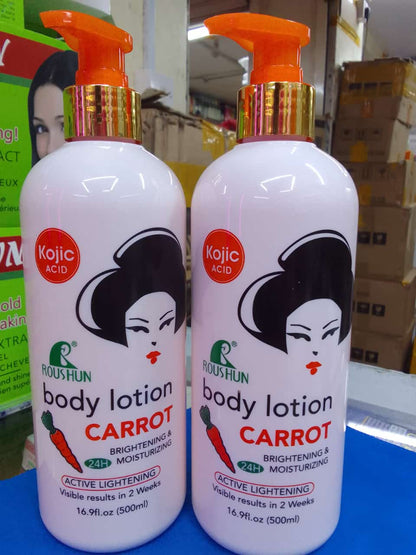 Kojic
ACID
ROUSHUN
body lotion
CARROT
24H
BRIGHTENING &
MOISTURIZING
ACTIVE LIGHTENING
Visible results in 2 Weeks
16.9fl.oz (500ml)
Kojic
ACID
ROUSHUN
body lotion
CARROT
24H
BRIGHTENING &
MOISTURIZING
ACTIVE LIGHTENING
Visible results in 2 Weeks
16.9fl.oz (500ml)